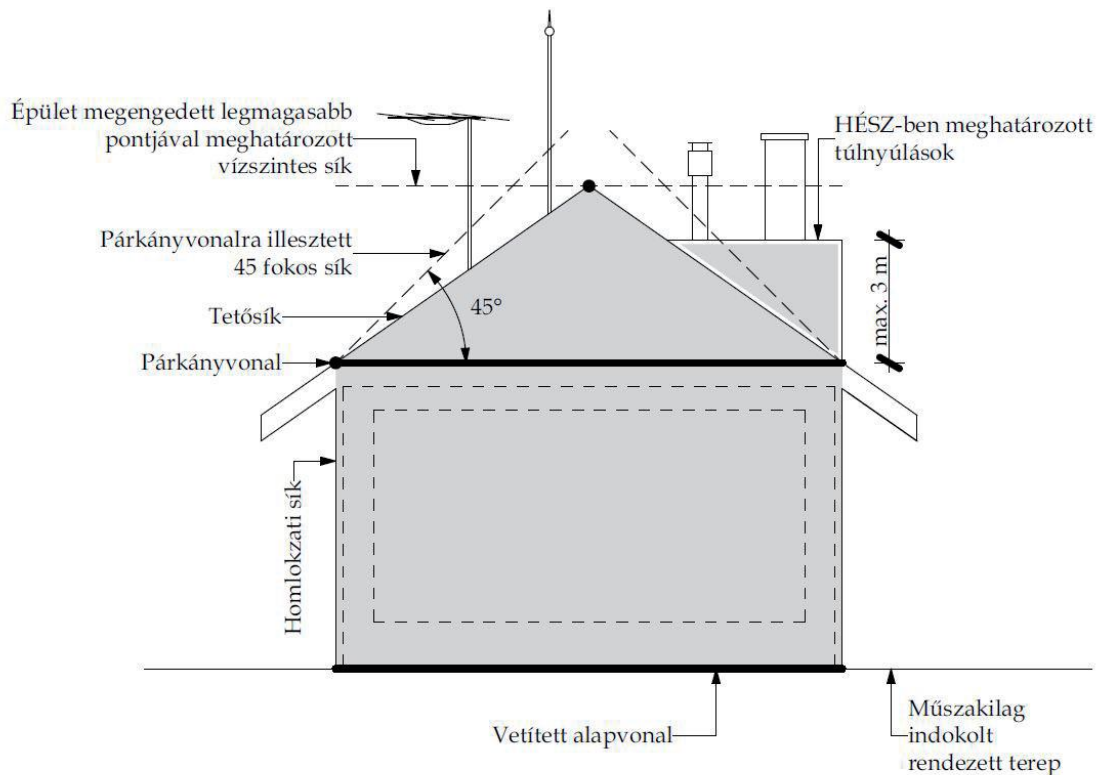 Épület megengedett legmagasabb
pontjával meghatározott
vízszintes sík
HÉSZ-ben meghatározott
túlnyúlások
Párkányvonalra illesztett
45 fokos sík
45°
max. 3 m
Tetősík
Párkányvonal
Homlokzati sík
Vetített alapvonal
Műszakilag
indokolt
rendezett terep